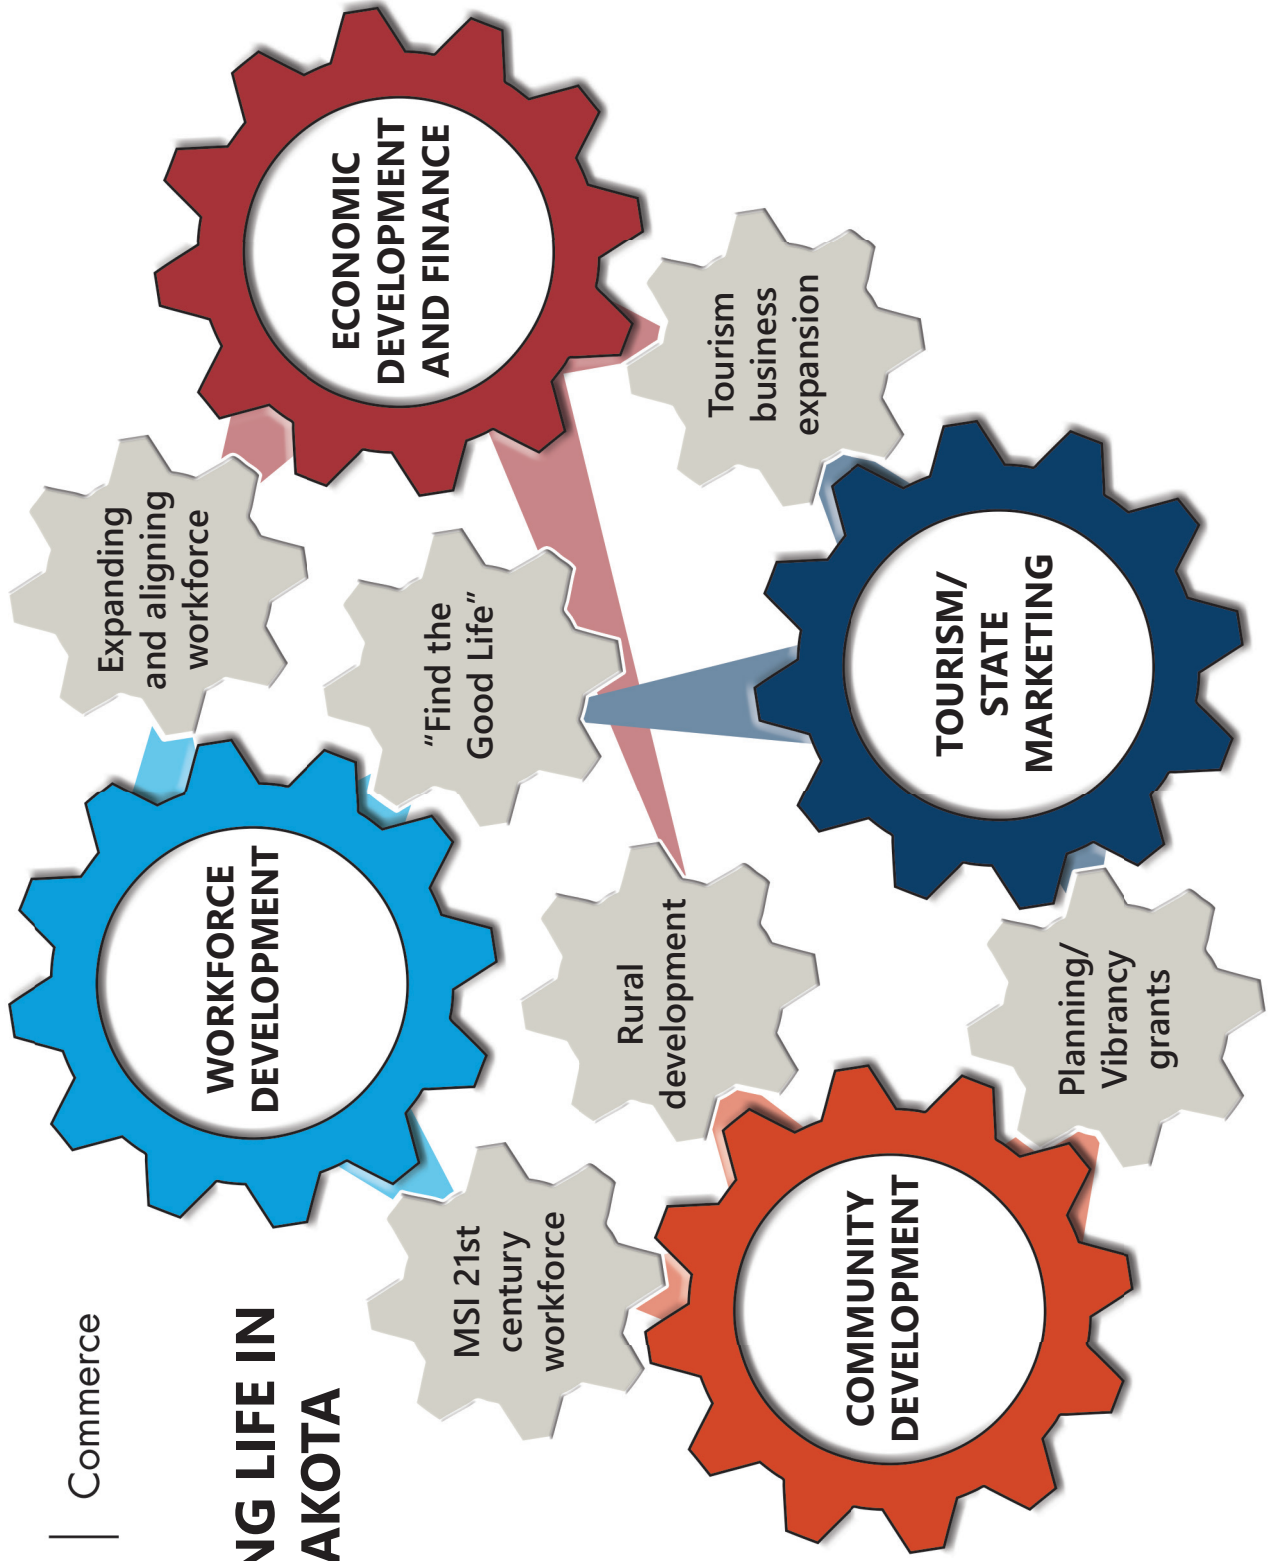 Commerce
NG LIFE IN
AKOTA
WORKFORCE
DEVELOPMENT
Expanding
and aligning
workforce
ECONOMIC
DEVELOPMENT
AND FINANCE
MSI 21st
century
workforce
"Find the
Good Life"
Rural
development
Tourism
business
expansion
COMMUNITY
DEVELOPMENT
Planning/
Vibrancy
grants
TOURISM/
STATE
MARKETING